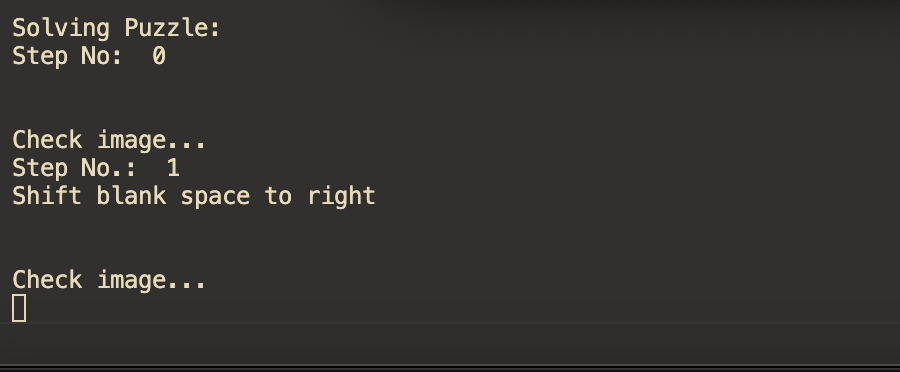 Solving Puzzle:
Step No:  0
Check image...
Step No.:  1
Shift blank space to right
Check image...